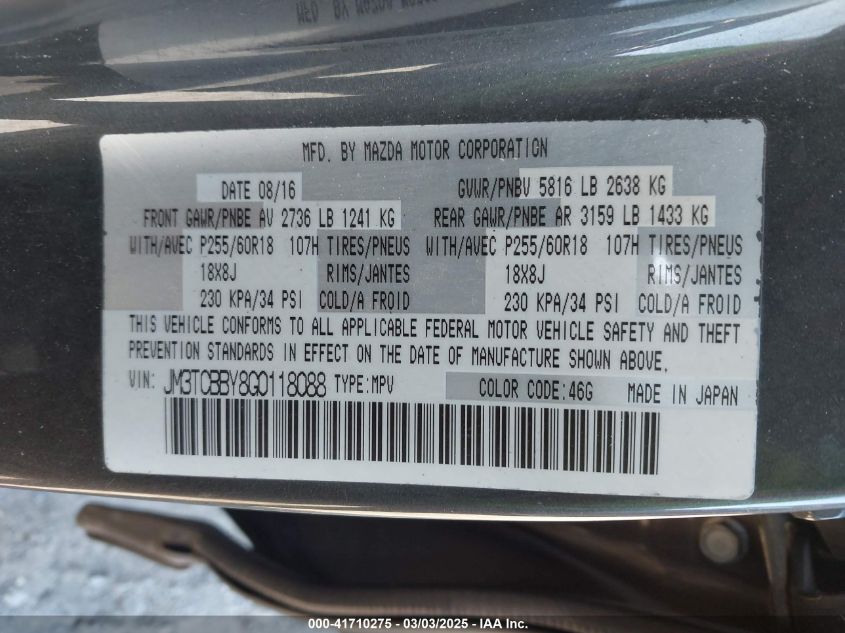 MFD. BY MAZDA MOTOR CORPORATION
DATE 08/16 GVWR/PNBV 5816 LB 2638 KG
FRONT GAWR/PNBE AV 2736 LB 1241 KG REAR GAWR/PNBE AR 3159 LB 1433 KG
WITH/AVEC P255/60R18 107H TIRES/PNEUS WITH/AVEC P255/60R18 107H TIRES/PNEUS
18X8J RIMS/JANTES 18X8J RIMS/JANTES
230 KPA/34 PSI COLD/A FROID 230 KPA/34 PSI COLD/A FROID
THIS VEHICLE CONFORMS TO ALL APPLICABLE FEDERAL MOTOR VEHICLE SAFETY AND THEFT
PREVENTION STANDARDS IN EFFECT ON THE DATE OF MANUFACTURE SHOWN ABOVE.
VIN: JM3TCBBY8G0118088 TYPE:MPV COLOR CODE:46G MADE IN JAPAN
000-41710275 - 03/03/2025 - IAA Inc.